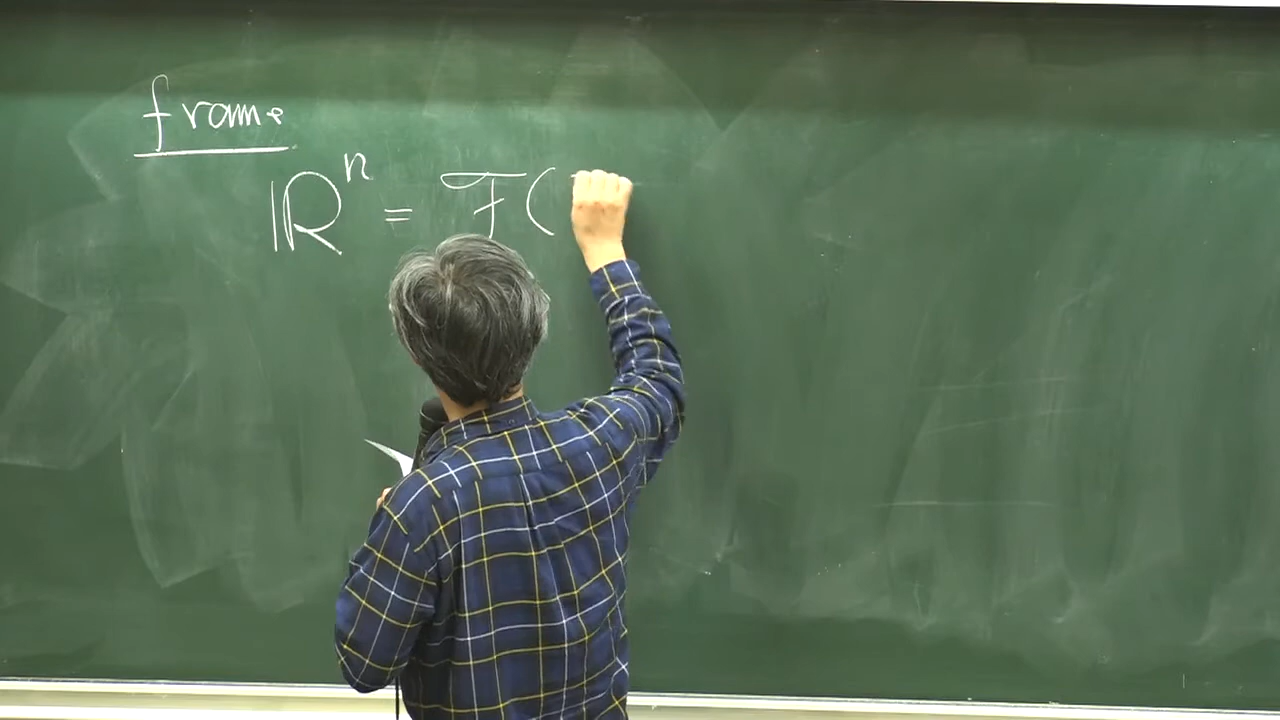 frame
ℝⁿ = ℱ(